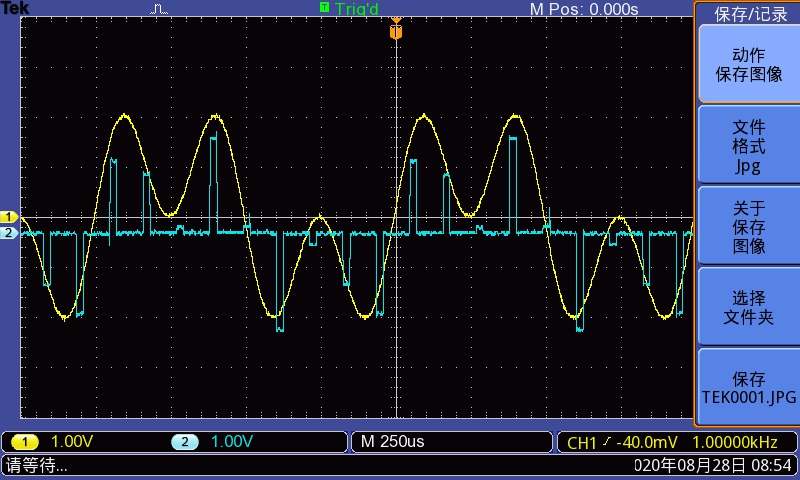 Tek
T Trig'd
M Pos: 0.000s
保存/记录
T
动作
保存图像
文件
格式
Jpg
关于
保存
图像
选择
文件夹
保存
TEK0001.JPG
1
2
1 1.00V
2 1.00V
M 250us
CH1 -40.0mV 1.00000kHz
请等待...
020年08月28日 08:54